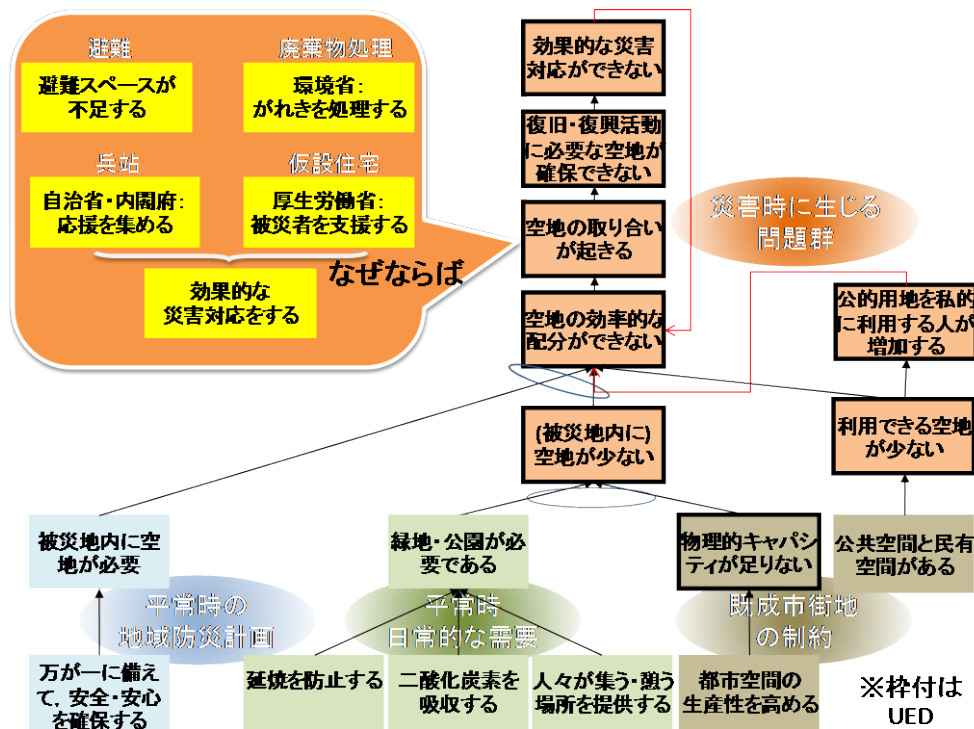 避難
避難スペースが
不足する
廃棄物処理
環境省：
がれきを処理する
兵站
自治省・内閣府：
応援を集める
仮設住宅
厚生労働省：
被災者を支援する
なぜならば
効果的な
災害対応をする
効果的な災害
対応ができない
復旧・復興活動
に必要な空地が
確保できない
空地の取り合い
が起きる
空地の効率的な
配分ができない
災害時に生じる
問題群
公的用地を私的
に利用する人が
増加する
(被災地内に)
空地が少ない
利用できる空地
が少ない
被災地内に空
地が必要
緑地・公園が必
要である
物理的キャパシ
ティが足りない
公共空間と民有
空間がある
平常時の
地域防災計画
平常時
日常的な需要
既成市街地
の制約
万が一に備え
て，安全・安心
を確保する
延焼を防止する
二酸化炭素を
吸収する
人々が集う・憩う
場所を提供する
都市空間の
生産性を高める
※枠付は
UED